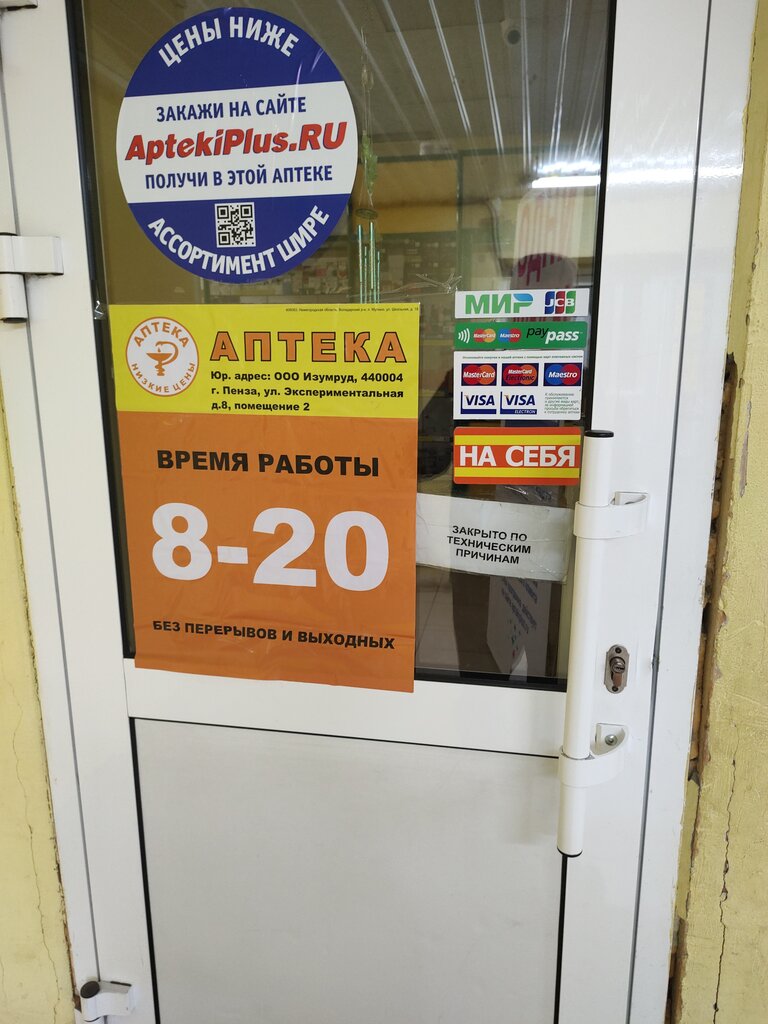 ЦЕНЫ НИЖЕ
ЗАКАЖИ НА САЙТЕ
AptekiPlus.RU
ПОЛУЧИ В ЭТОЙ АПТЕКЕ
АССОРТИМЕНТ ШИРЕ
АПТЕКА
НИЗКИЕ ЦЕНЫ
АПТЕКА
Юр. адрес: ООО Изумруд, 440004
г. Пенза, ул. Экспериментальная
д.8, помещение 2
ВРЕМЯ РАБОТЫ
8-20
БЕЗ ПЕРЕРЫВОВ И ВЫХОДНЫХ
МИР JCB
MasterCard Maestro paypass
MasterCard MasterCard Electronic Maestro
VISA VISA
ELECTRON
НА СЕБЯ
ЗАКРЫТО ПО
ТЕХНИЧЕСКИМ
ПРИЧИНАМ